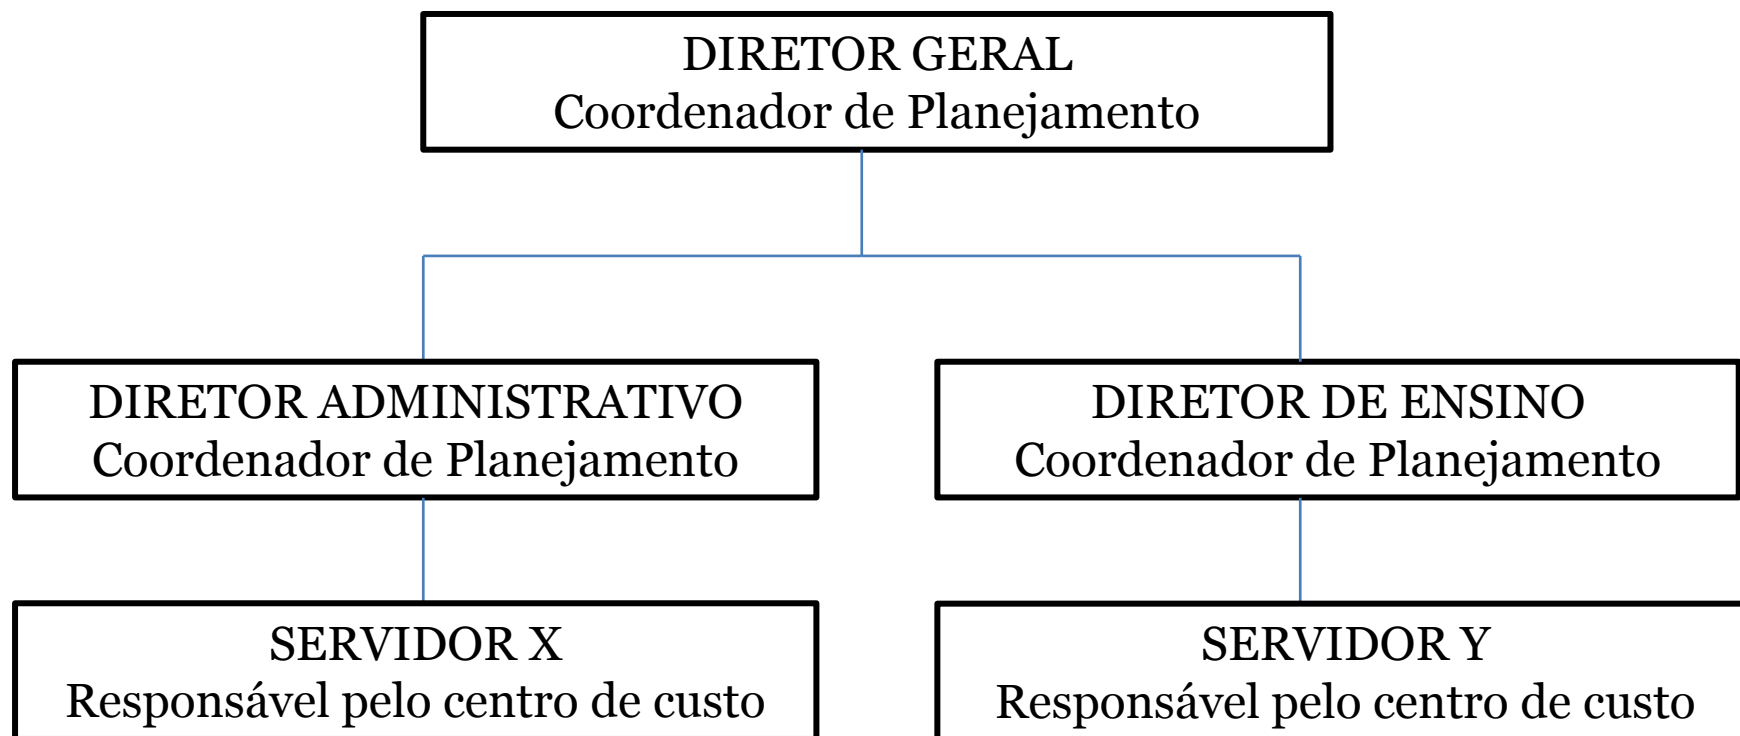 DIRETOR GERAL
Coordenador de Planejamento
DIRETOR ADMINISTRATIVO
Coordenador de Planejamento
DIRETOR DE ENSINO
Coordenador de Planejamento
SERVIDOR X
Responsável pelo centro de custo
SERVIDOR Y
Responsável pelo centro de custo